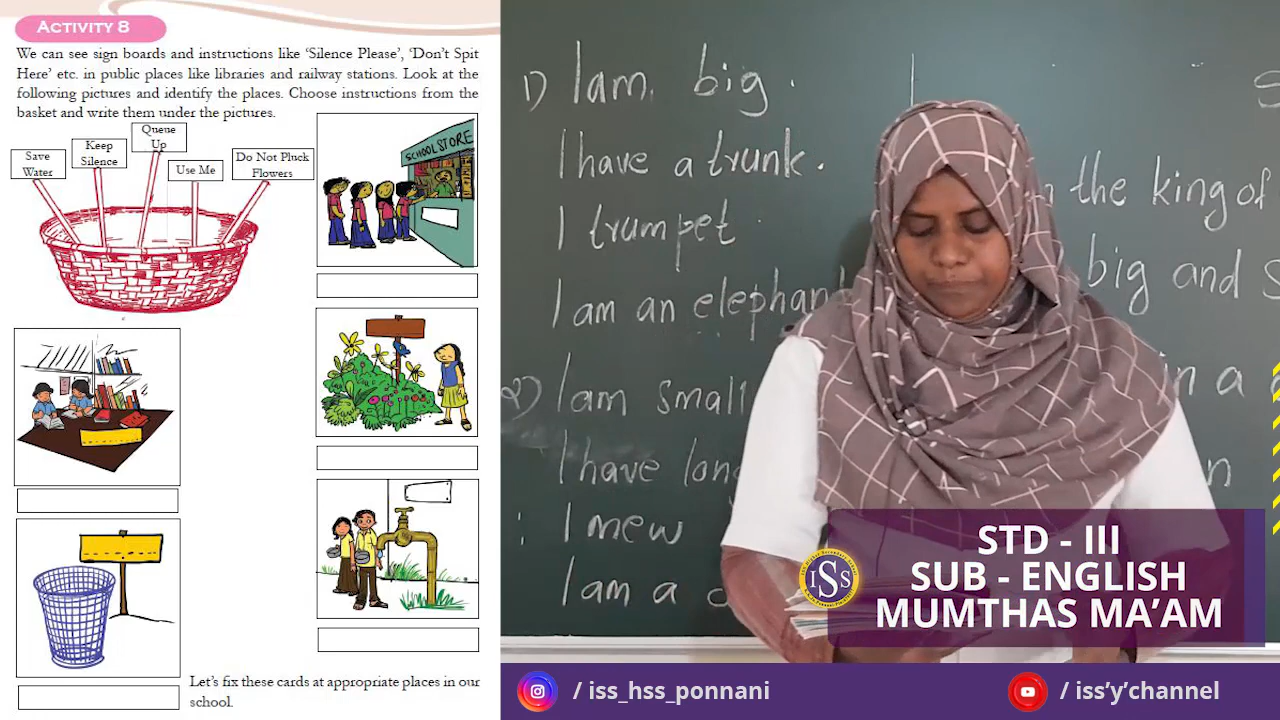 ACTIVITY 8
We can see sign boards and instructions like ‘Silence Please’, ‘Don’t Spit
Here’ etc. in public places like libraries and railway stations. Look at the
following pictures and identify the places. Choose instructions from the
basket and write them under the pictures.
Save
Water
Keep
Silence
Queue
Up
Use Me
Do Not Pluck
Flowers
SCHOOL STORE
Let’s fix these cards at appropriate places in our
school.
1) I am big.
I have a trunk.
I trumpet.
I am an elephan
2) I am small
I have long
I mew
I am a
the king of
big and s
in a
STD - III
SUB - ENGLISH
MUMTHAS MA’AM
ISS
/ iss_hss_ponnani
/ iss’y’channel